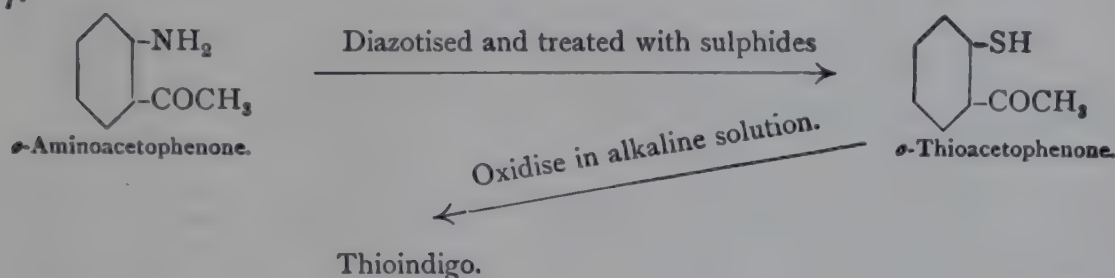 -NH₂
Diazotised and treated with sulphides
-SH
-COCH₃
-COCH₃
o-Aminoacetophenone.
o-Thioacetophenone.
Oxidise in alkaline solution.
Thioindigo.